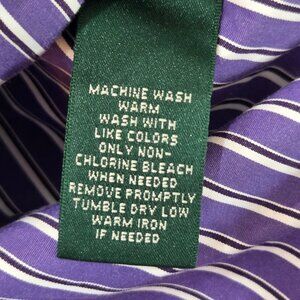 MACHINE WASH
WARM
WASH WITH
LIKE COLORS
ONLY NON-
CHLORINE BLEACH
WHEN NEEDED
REMOVE PROMPTLY
TUMBLE DRY LOW
WARM IRON
IF NEEDED